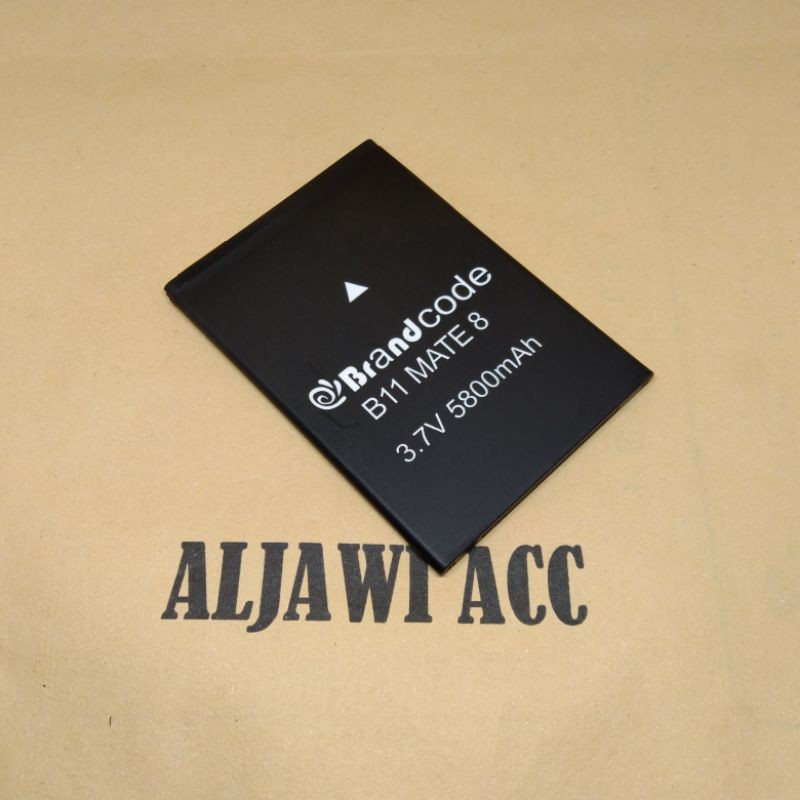 Brandcode
B11 MATE 8
3.7V 5800mAh
ALJAWI ACC